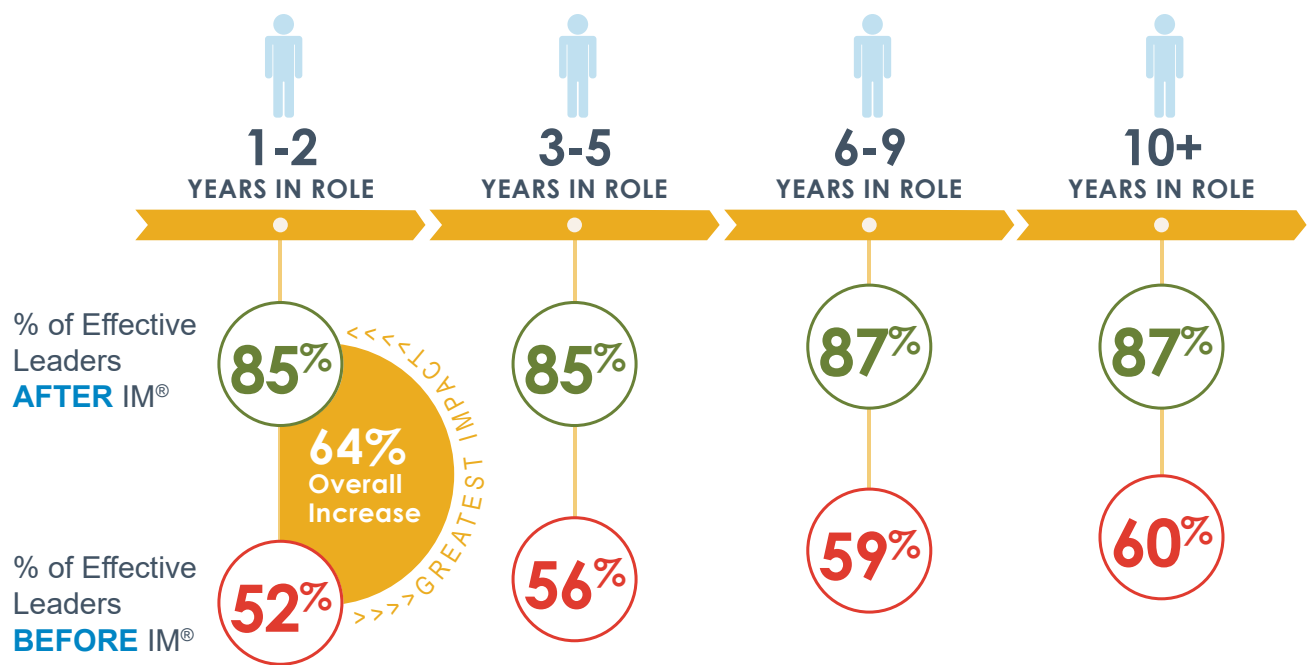 1-2
YEARS IN ROLE
3-5
YEARS IN ROLE
6-9
YEARS IN ROLE
10+
YEARS IN ROLE
% of Effective
Leaders
AFTER IM®
85%
85%
87%
87%
64%
Overall
Increase
>>>>GREATEST IMPACT>>>>
% of Effective
Leaders
BEFORE IM®
52%
56%
59%
60%